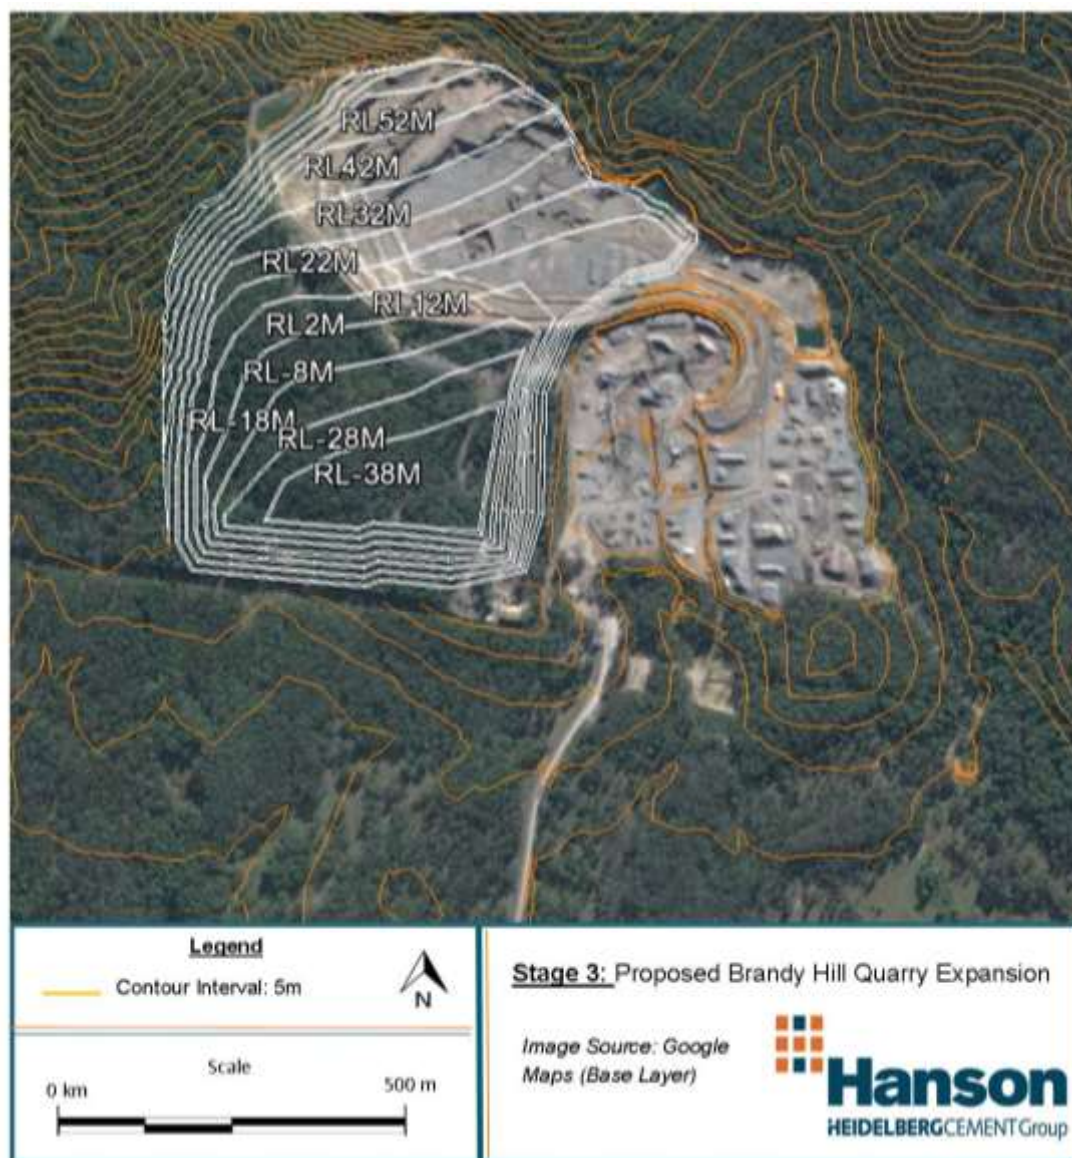 RL52M
RL42M
RL32M
RL22M
RL12M
RL2M
RL-8M
RL-18M
RL-28M
RL-38M
Legend
Contour Interval: 5m
N
Scale
0 km 500 m
Stage 3: Proposed Brandy Hill Quarry Expansion
Image Source: Google
Maps (Base Layer)
Hanson
HEIDELBERGCEMENTGroup